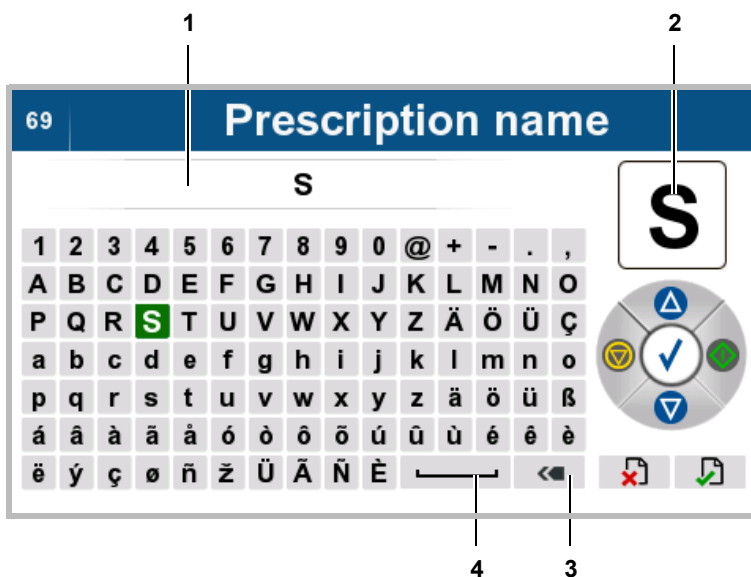 1 2
69 Prescription name
S S
1 2 3 4 5 6 7 8 9 0 @ + - . ,
A B C D E F G H I J K L M N O
P Q R S T U V W X Y Z Ä Ö Ü Ç
a b c d e f g h i j k l m n o
p q r s t u v w x y z ä ö ü ß
á â à ã å ó ò ô õ ú û ù é ê è
ë ý ç ø ñ ž Ü Ã Ñ È
4 3